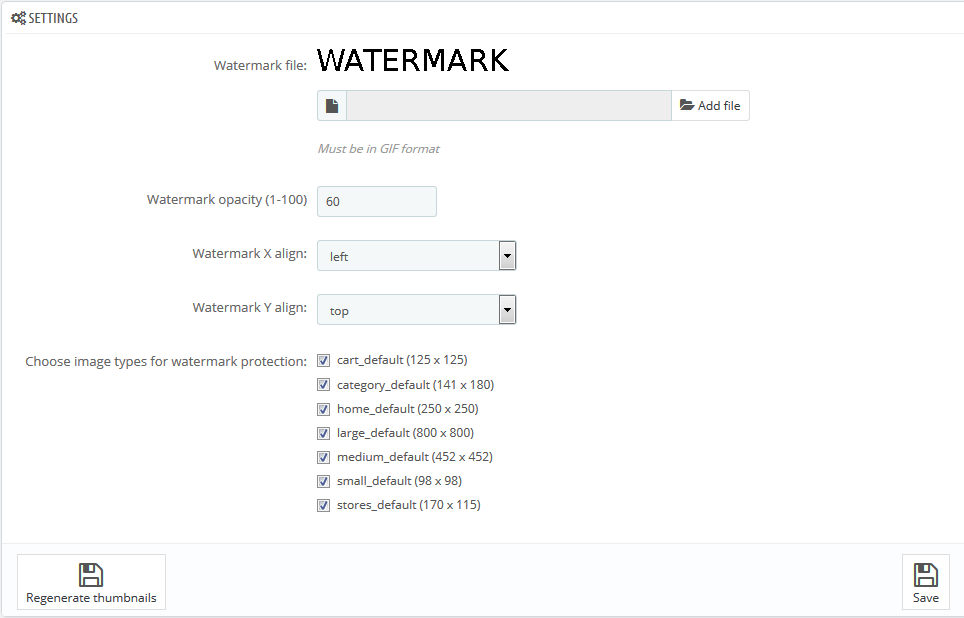 SETTINGS
Watermark file: WATERMARK
Add file
Must be in GIF format
Watermark opacity (1-100) 60
Watermark X align: left
Watermark Y align: top
Choose image types for watermark protection: cart_default (125 x 125)
category_default (141 x 180)
home_default (250 x 250)
large_default (800 x 800)
medium_default (452 x 452)
small_default (98 x 98)
stores_default (170 x 115)
Regenerate thumbnails Save